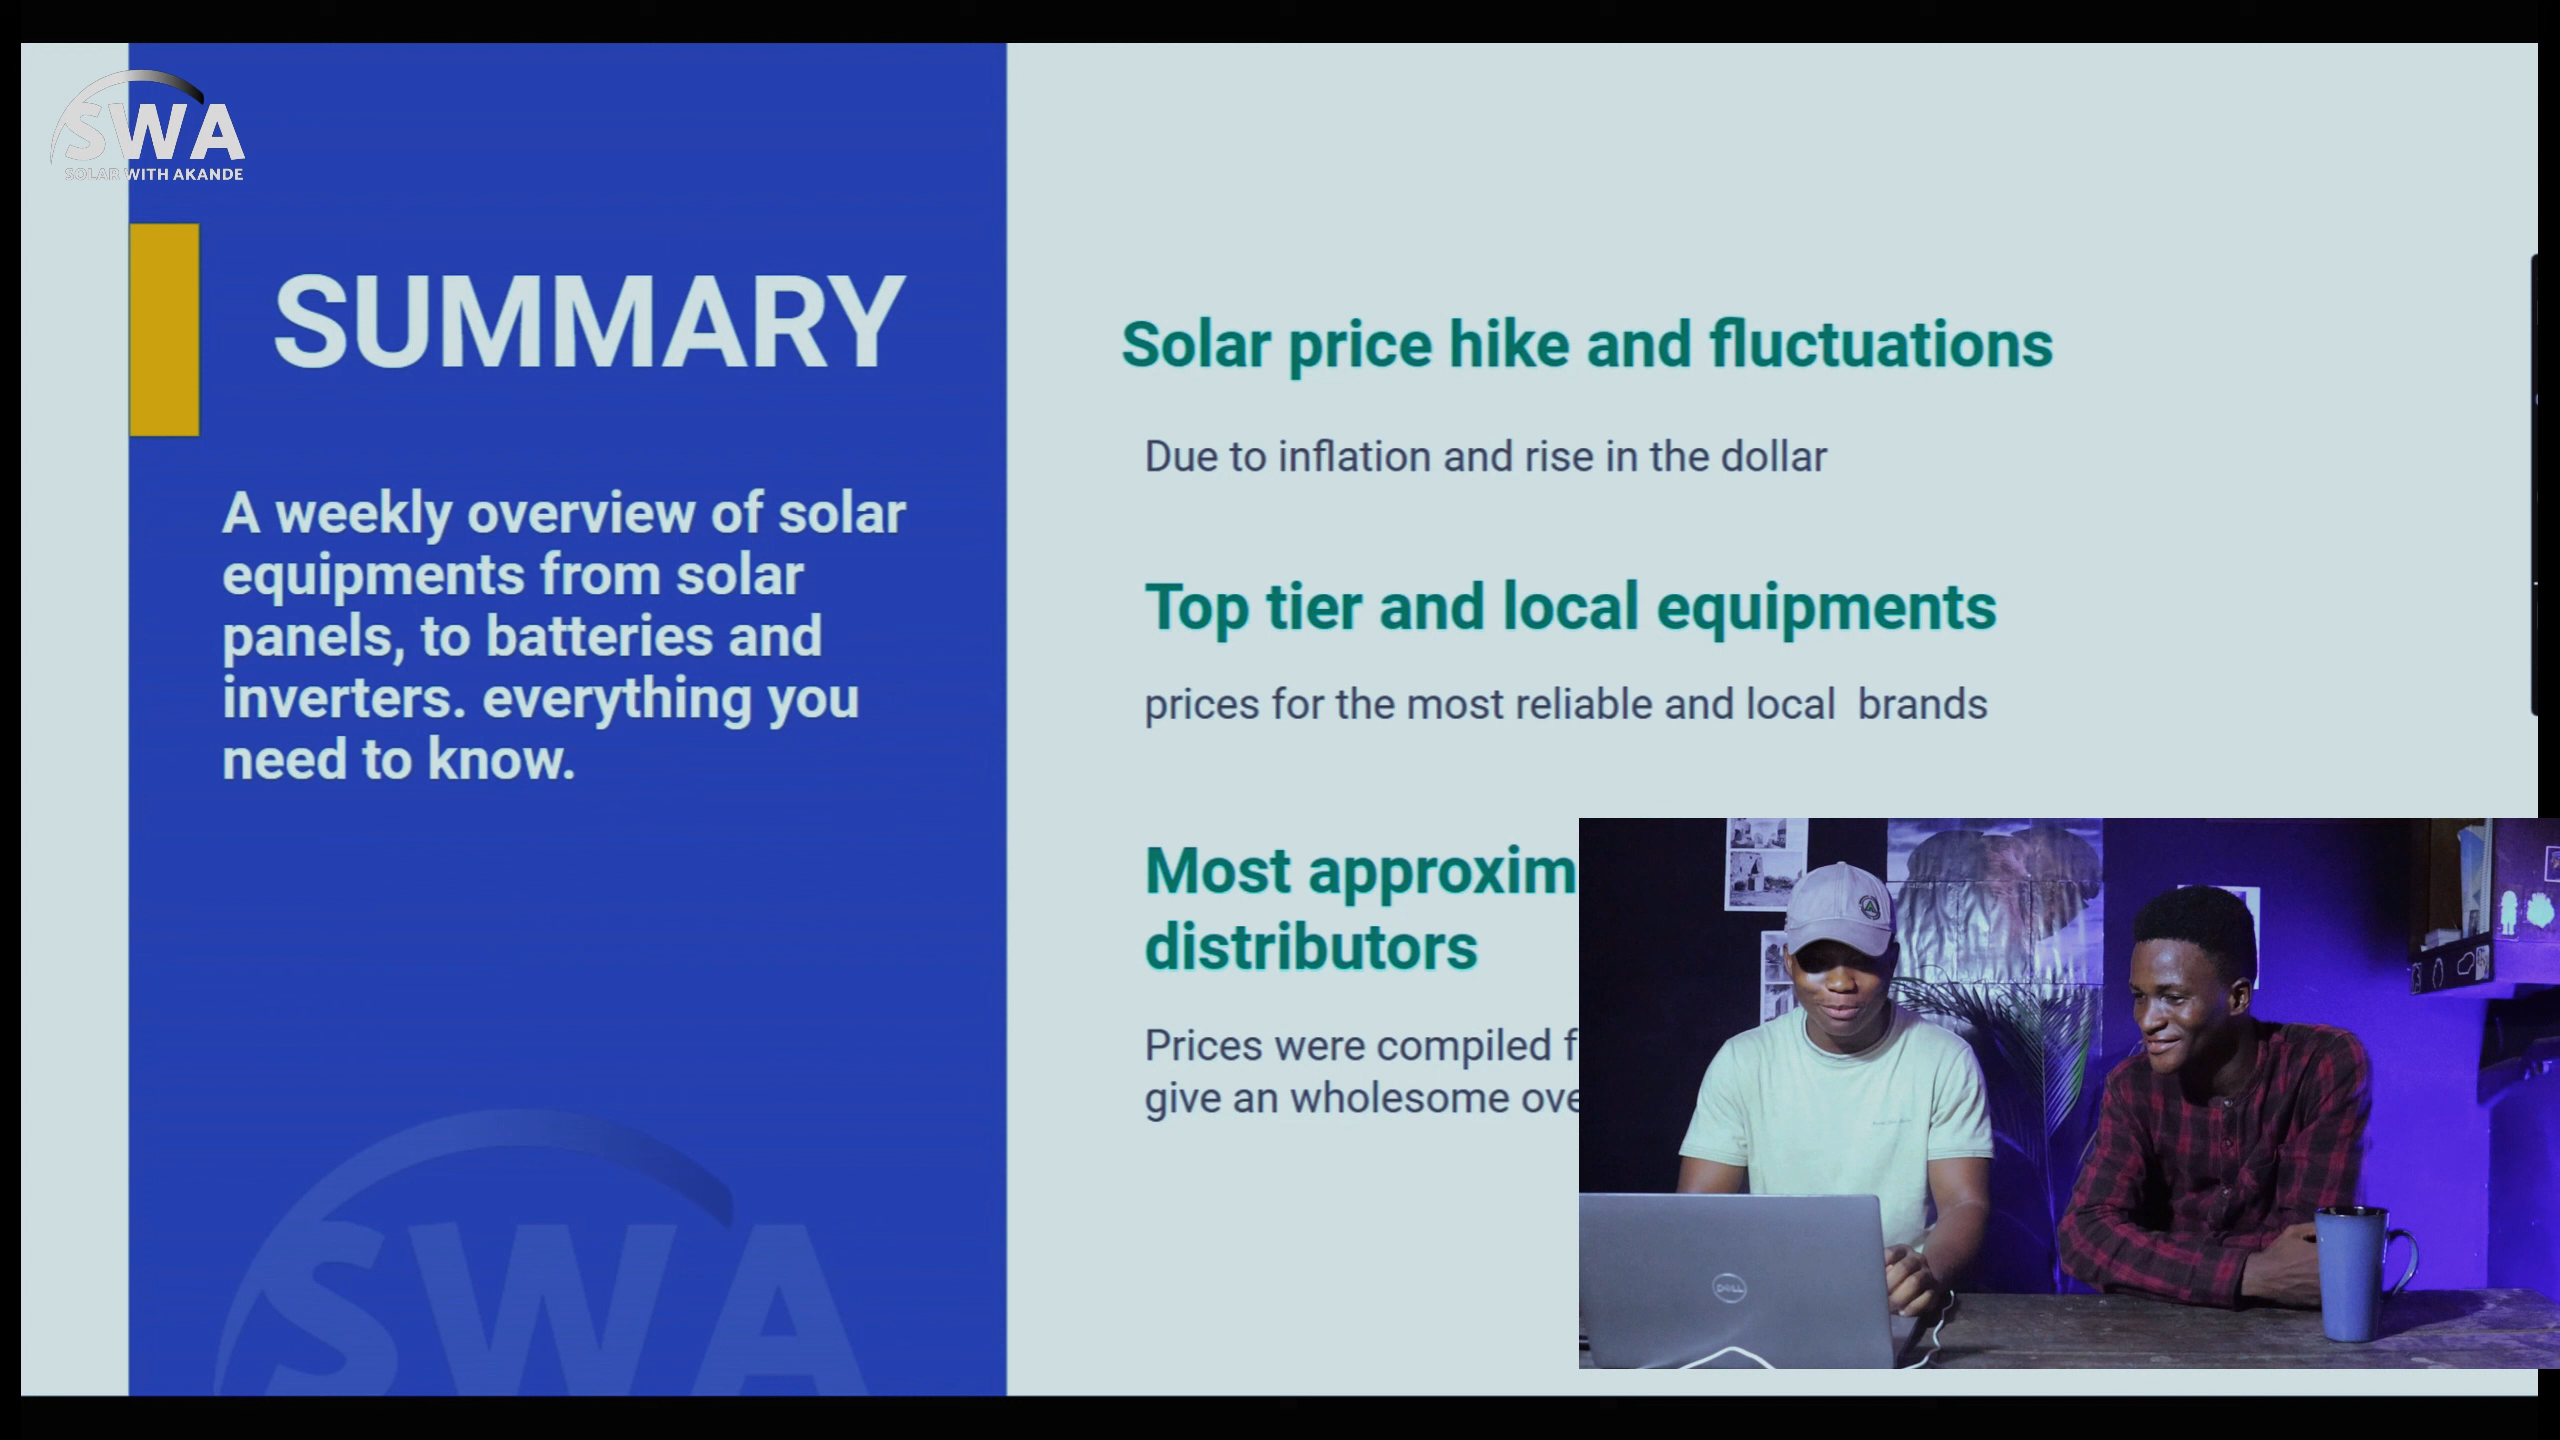 SWA
SOLAR WITH AKANDE
SUMMARY
A weekly overview of solar
equipments from solar
panels, to batteries and
inverters. everything you
need to know.
SWA
Solar price hike and fluctuations
Due to inflation and rise in the dollar
Top tier and local equipments
prices for the most reliable and local brands
Most approxim
distributors
Prices were compiled f
give an wholesome ove
DELL